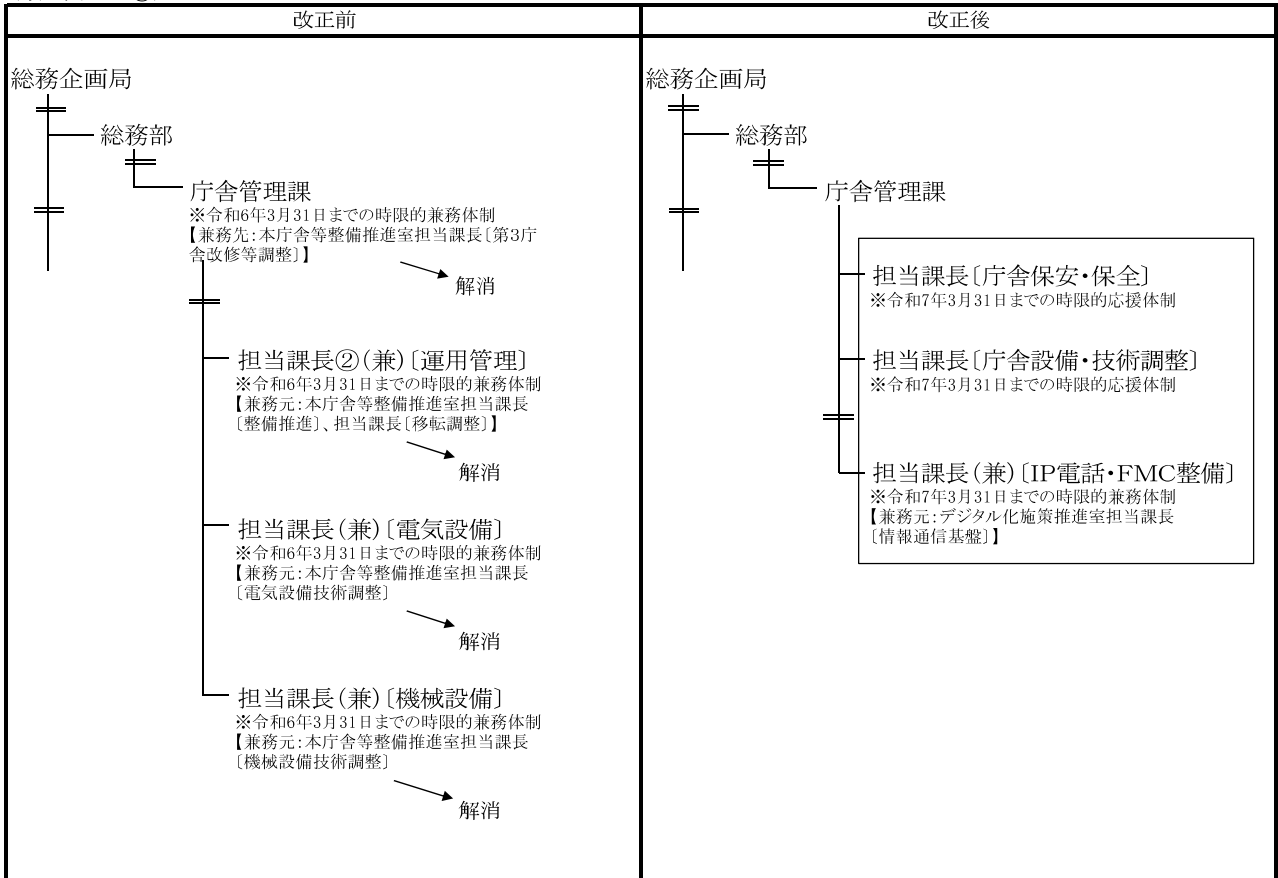 改正前
総務企画局
総務部
庁舎管理課
※令和6年3月31日までの時限的兼務体制
【兼務先：本庁舎等整備推進室担当課長〔第3庁
舎改修等調整〕】
解消
担当課長②（兼）〔運用管理〕
※令和6年3月31日までの時限的兼務体制
【兼務元：本庁舎等整備推進室担当課長
〔整備推進〕、担当課長〔移転調整〕】
解消
担当課長（兼）〔電気設備〕
※令和6年3月31日までの時限的兼務体制
【兼務元：本庁舎等整備推進室担当課長
〔電気設備技術調整〕
解消
担当課長（兼）〔機械設備〕
※令和6年3月31日までの時限的兼務体制
【兼務元：本庁舎等整備推進室担当課長
〔機械設備技術調整〕
解消
改正後
総務企画局
総務部
庁舎管理課
担当課長〔庁舎保安・保全〕
※令和7年3月31日までの時限的応援体制
担当課長〔庁舎設備・技術調整〕
※令和7年3月31日までの時限的応援体制
担当課長（兼）〔IP電話・FMC整備〕
※令和7年3月31日までの時限的兼務体制
【兼務元：デジタル化施策推進室担当課長
〔情報通信基盤〕】